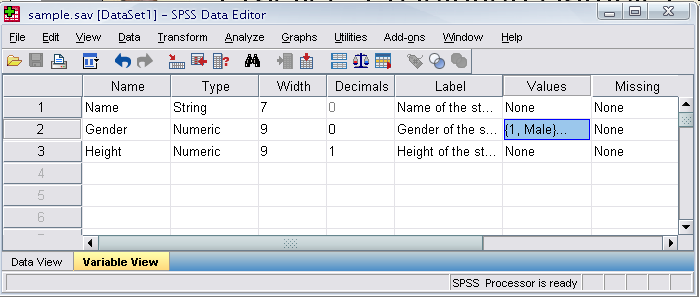 sample.sav [DataSet1] – SPSS Data Editor
File Edit View Data Transform Analyze Graphs Utilities Add-ons Window Help
Name Type Width Decimals Label Values Missing
1 Name String 7 0 Name of the st... None None
2 Gender Numeric 9 0 Gender of the s... {1, Male}... None
3 Height Numeric 9 1 Height of the st... None None
4
5
6
Data View Variable View
SPSS Processor is ready